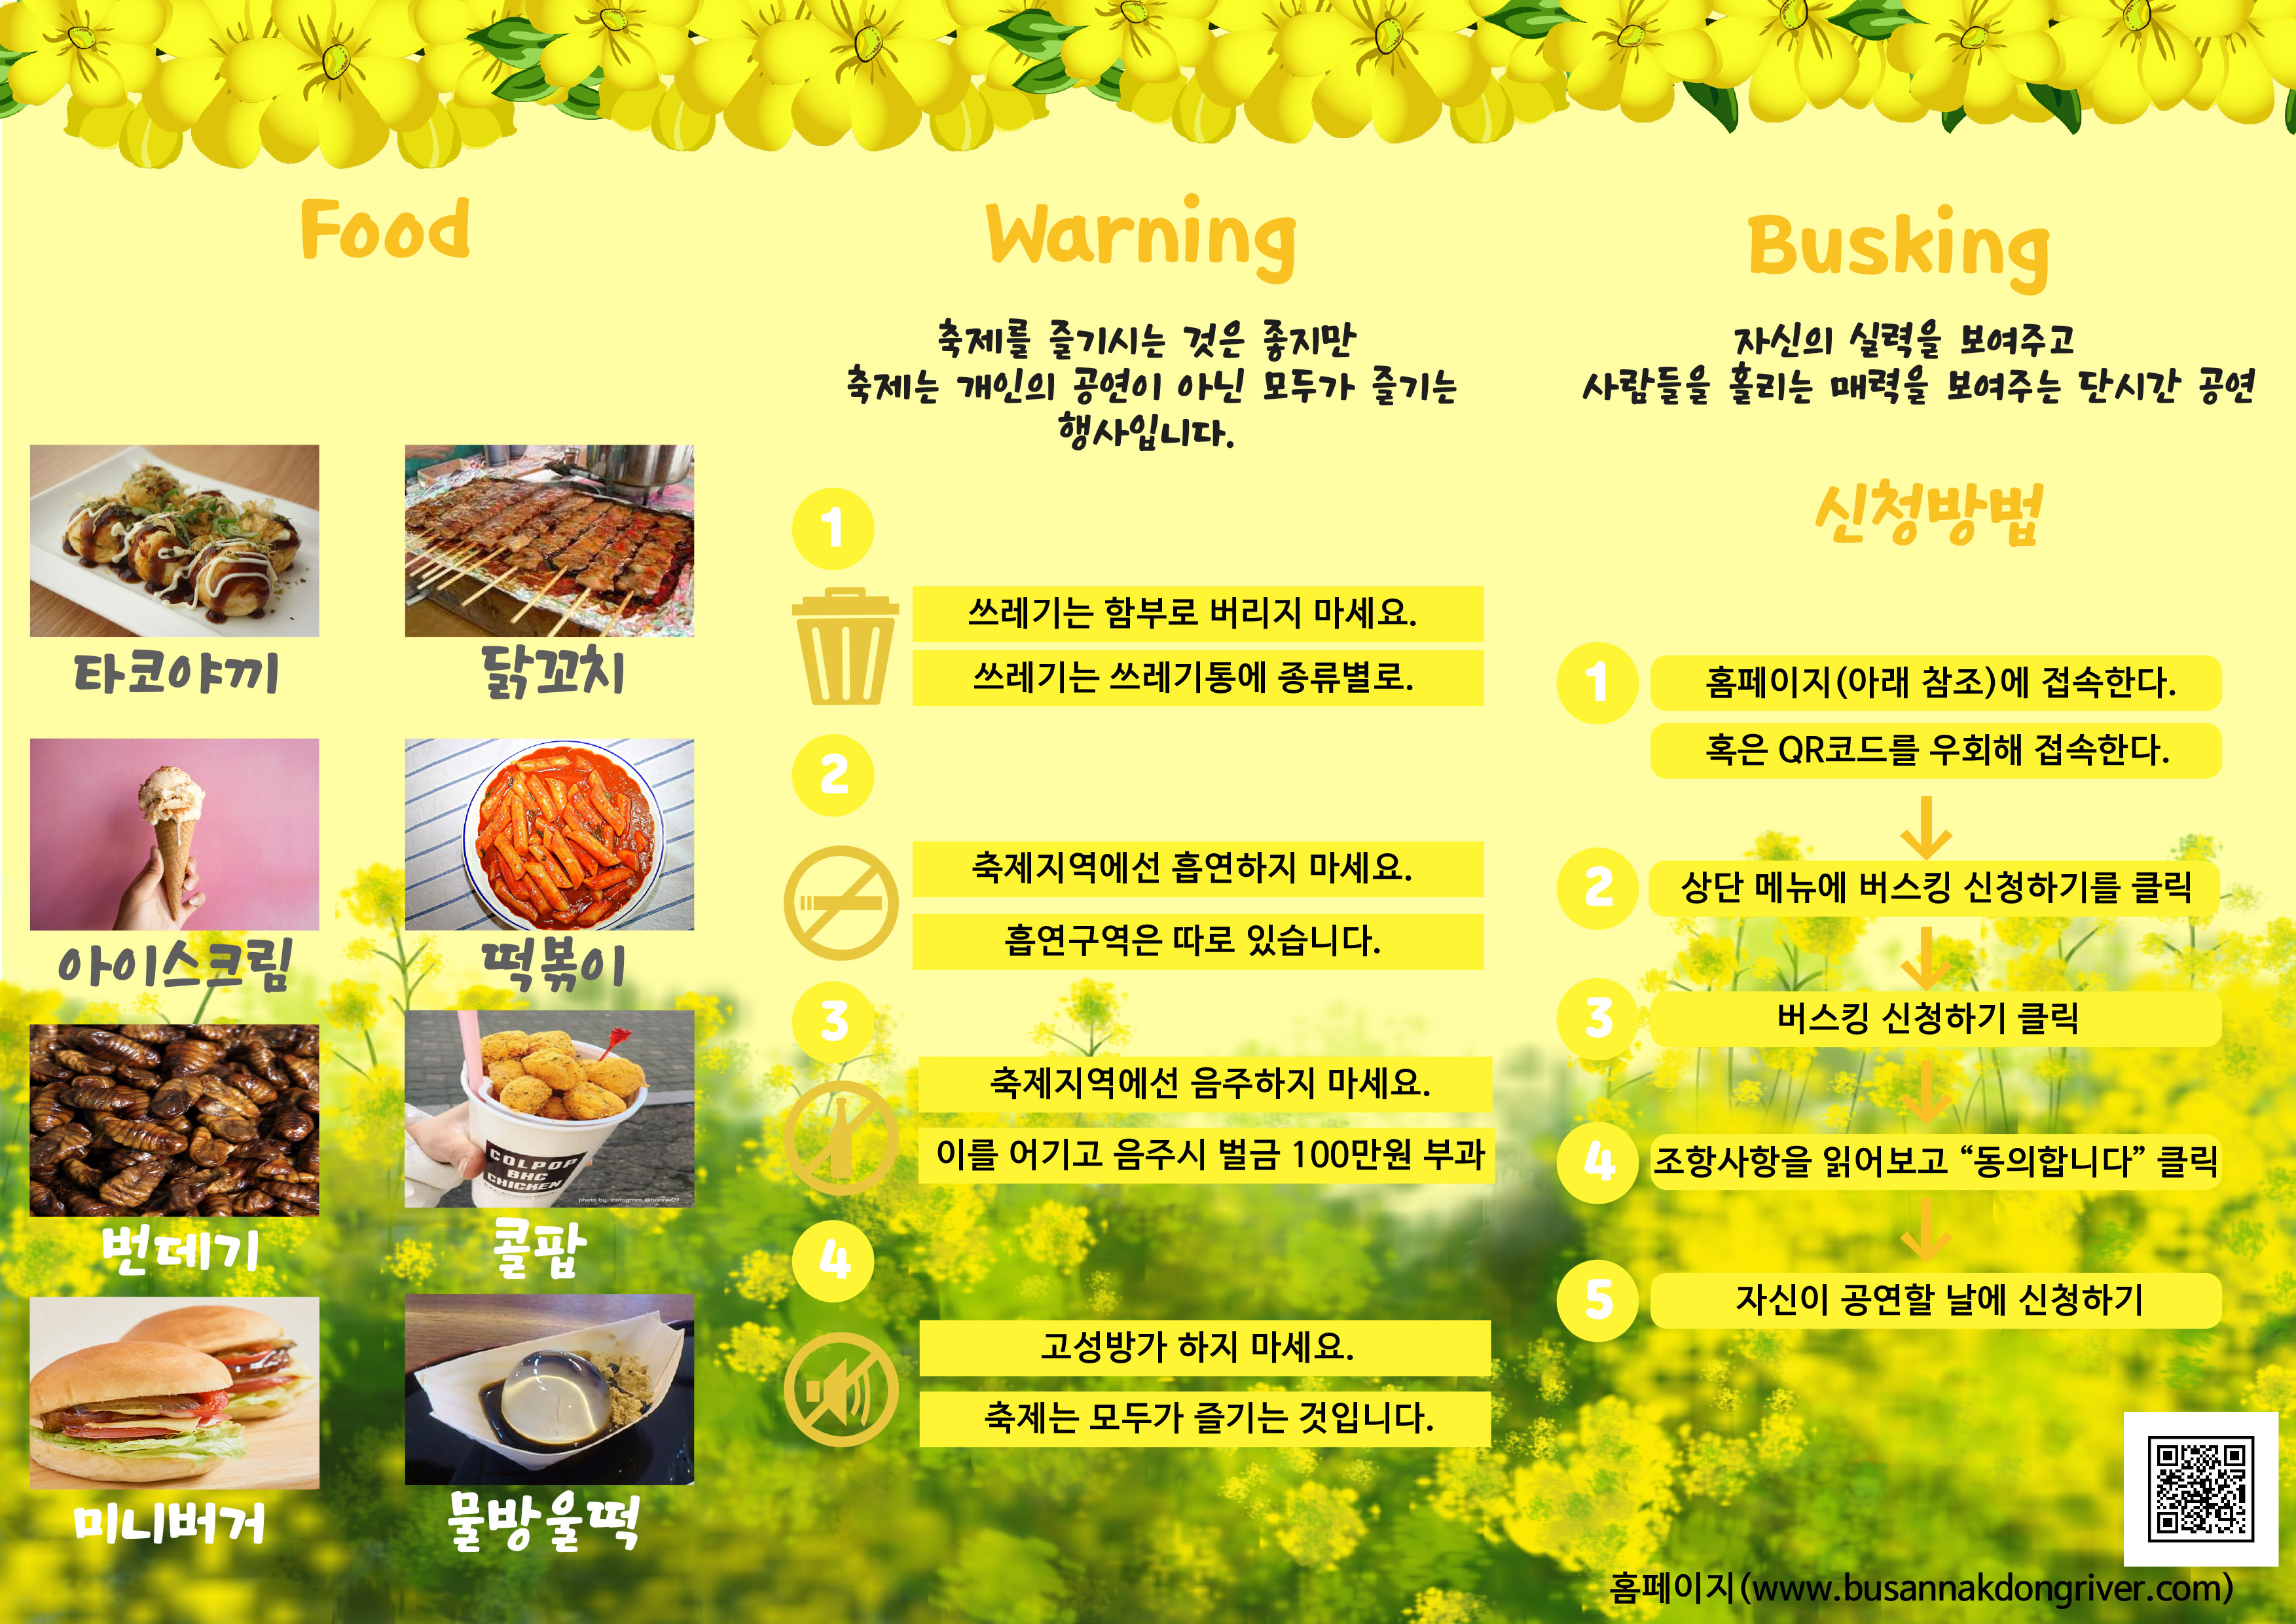 Food
타코야끼
닭꼬치
아이스크림
떡볶이
번데기
COLPOP
BHC
CHICKEN
photo by. instagram @hanna07
콜팝
미니버거
물방울떡
Warning
축제를 즐기시는 것은 좋지만
축제는 개인의 공연이 아닌 모두가 즐기는
행사입니다.
1
쓰레기는 함부로 버리지 마세요.
쓰레기는 쓰레기통에 종류별로.
2
축제지역에선 흡연하지 마세요.
흡연구역은 따로 있습니다.
3
축제지역에선 음주하지 마세요.
이를 어기고 음주시 벌금 100만원 부과
4
고성방가 하지 마세요.
축제는 모두가 즐기는 것입니다.
Busking
자신의 실력을 보여주고
사람들을 홀리는 매력을 보여주는 단시간 공연
신청방법
1
홈페이지(아래 참조)에 접속한다.
혹은 QR코드를 우회해 접속한다.
2
상단 메뉴에 버스킹 신청하기를 클릭
3
버스킹 신청하기 클릭
4
조항사항을 읽어보고 “동의합니다” 클릭
5
자신이 공연할 날에 신청하기
홈페이지(www.busannakdongriver.com)